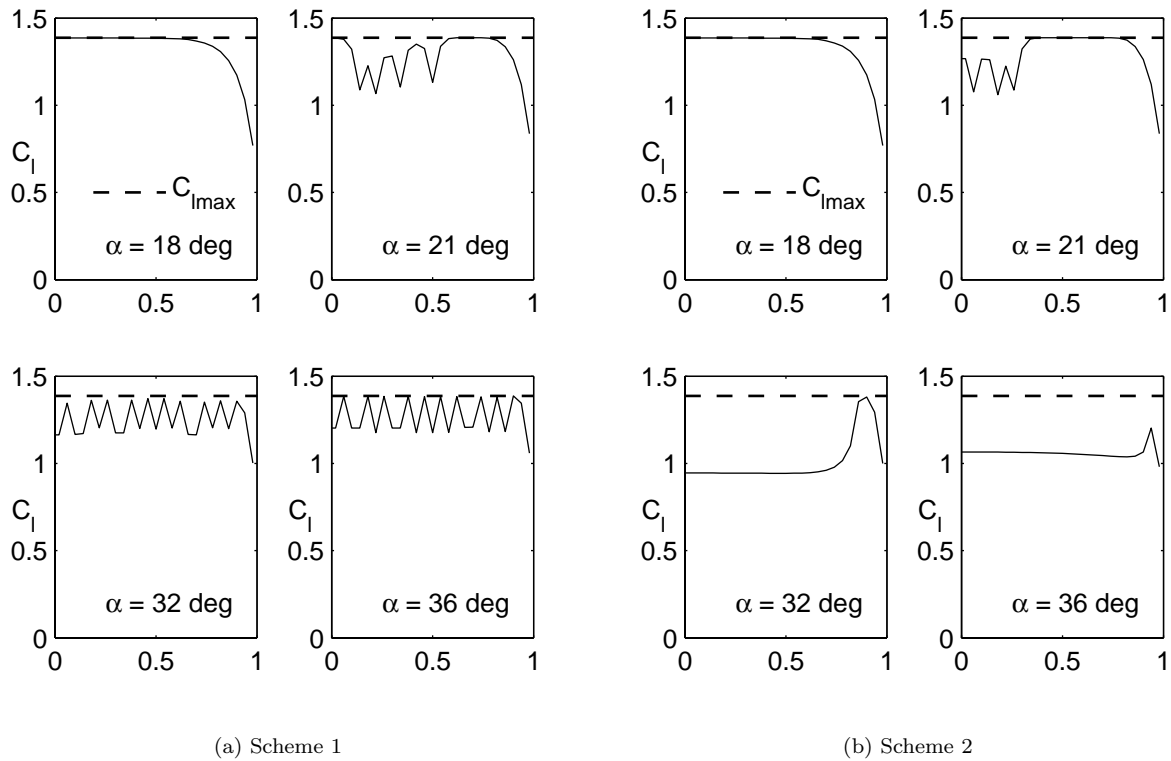 1.5
1
C_l
0.5
0
C_lmax
α = 18 deg
0 0.5 1
1.5
1
0.5
0
α = 21 deg
0 0.5 1
1.5
1
C_l
0.5
0
α = 32 deg
0 0.5 1
1.5
1
C_l
0.5
0
α = 36 deg
0 0.5 1
(a) Scheme 1
1.5
1
C_l
0.5
0
C_lmax
α = 18 deg
0 0.5 1
1.5
1
0.5
0
α = 21 deg
0 0.5 1
1.5
1
C_l
0.5
0
α = 32 deg
0 0.5 1
1.5
1
C_l
0.5
0
α = 36 deg
0 0.5 1
(b) Scheme 2